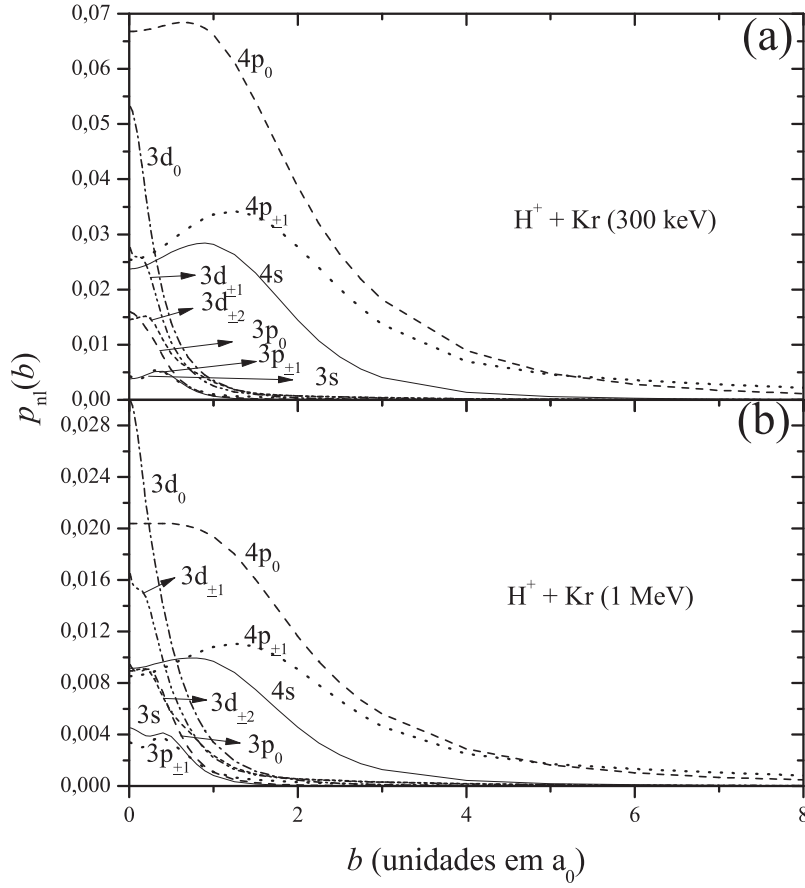 0,07
(a)
4p0
0,06
0,05
3d0
0,04
4p±1
H+ + Kr (300 keV)
0,03
3d±1
4s
0,02
3d±2
3p0
0,01
3p±1
3s
0,00
pnl(b)
(b)
0,028
3d0
0,024
0,020
4p0
3d±1
0,016
H+ + Kr (1 MeV)
0,012
4p±1
4s
0,008
3d±2
3s
3p0
0,004
3p±1
0,000
0 2 4 6 8
b (unidades em a0)